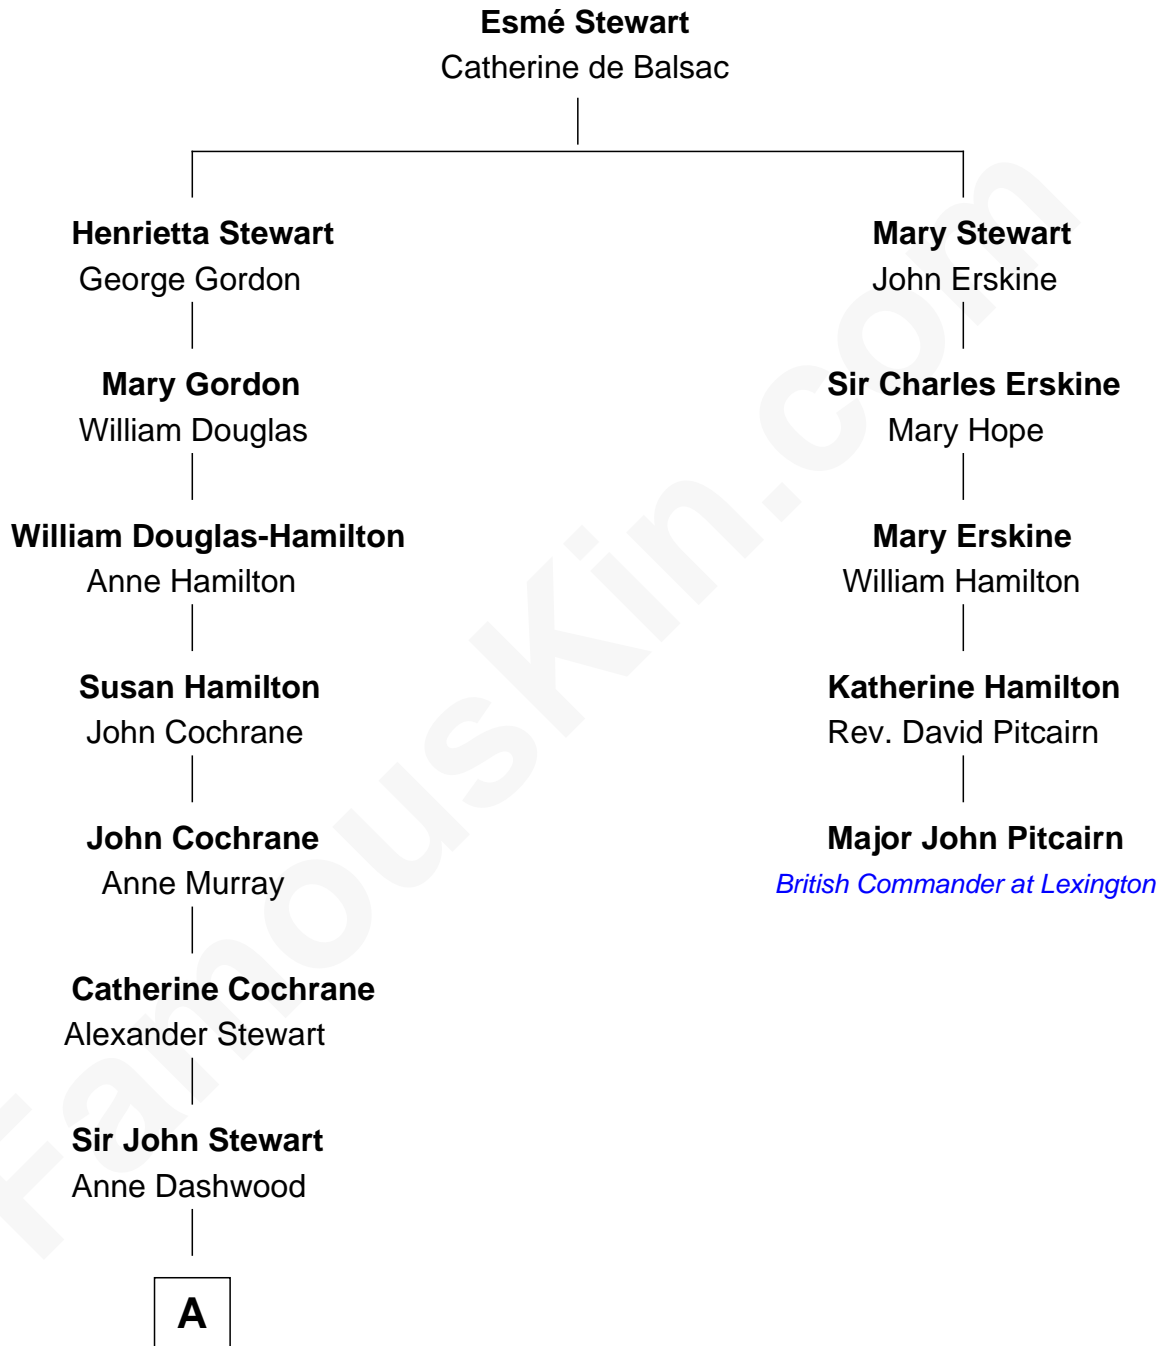 Esmé Stewart
Catherine de Balsac
Henrietta Stewart
George Gordon
Mary Stewart
John Erskine
Mary Gordon
William Douglas
Sir Charles Erskine
Mary Hope
William Douglas-Hamilton
Anne Hamilton
Mary Erskine
William Hamilton
Susan Hamilton
John Cochrane
Katherine Hamilton
Rev. David Pitcairn
John Cochrane
Anne Murray
Major John Pitcairn
British Commander at Lexington
Catherine Cochrane
Alexander Stewart
Sir John Stewart
Anne Dashwood
A
FamousKin.com